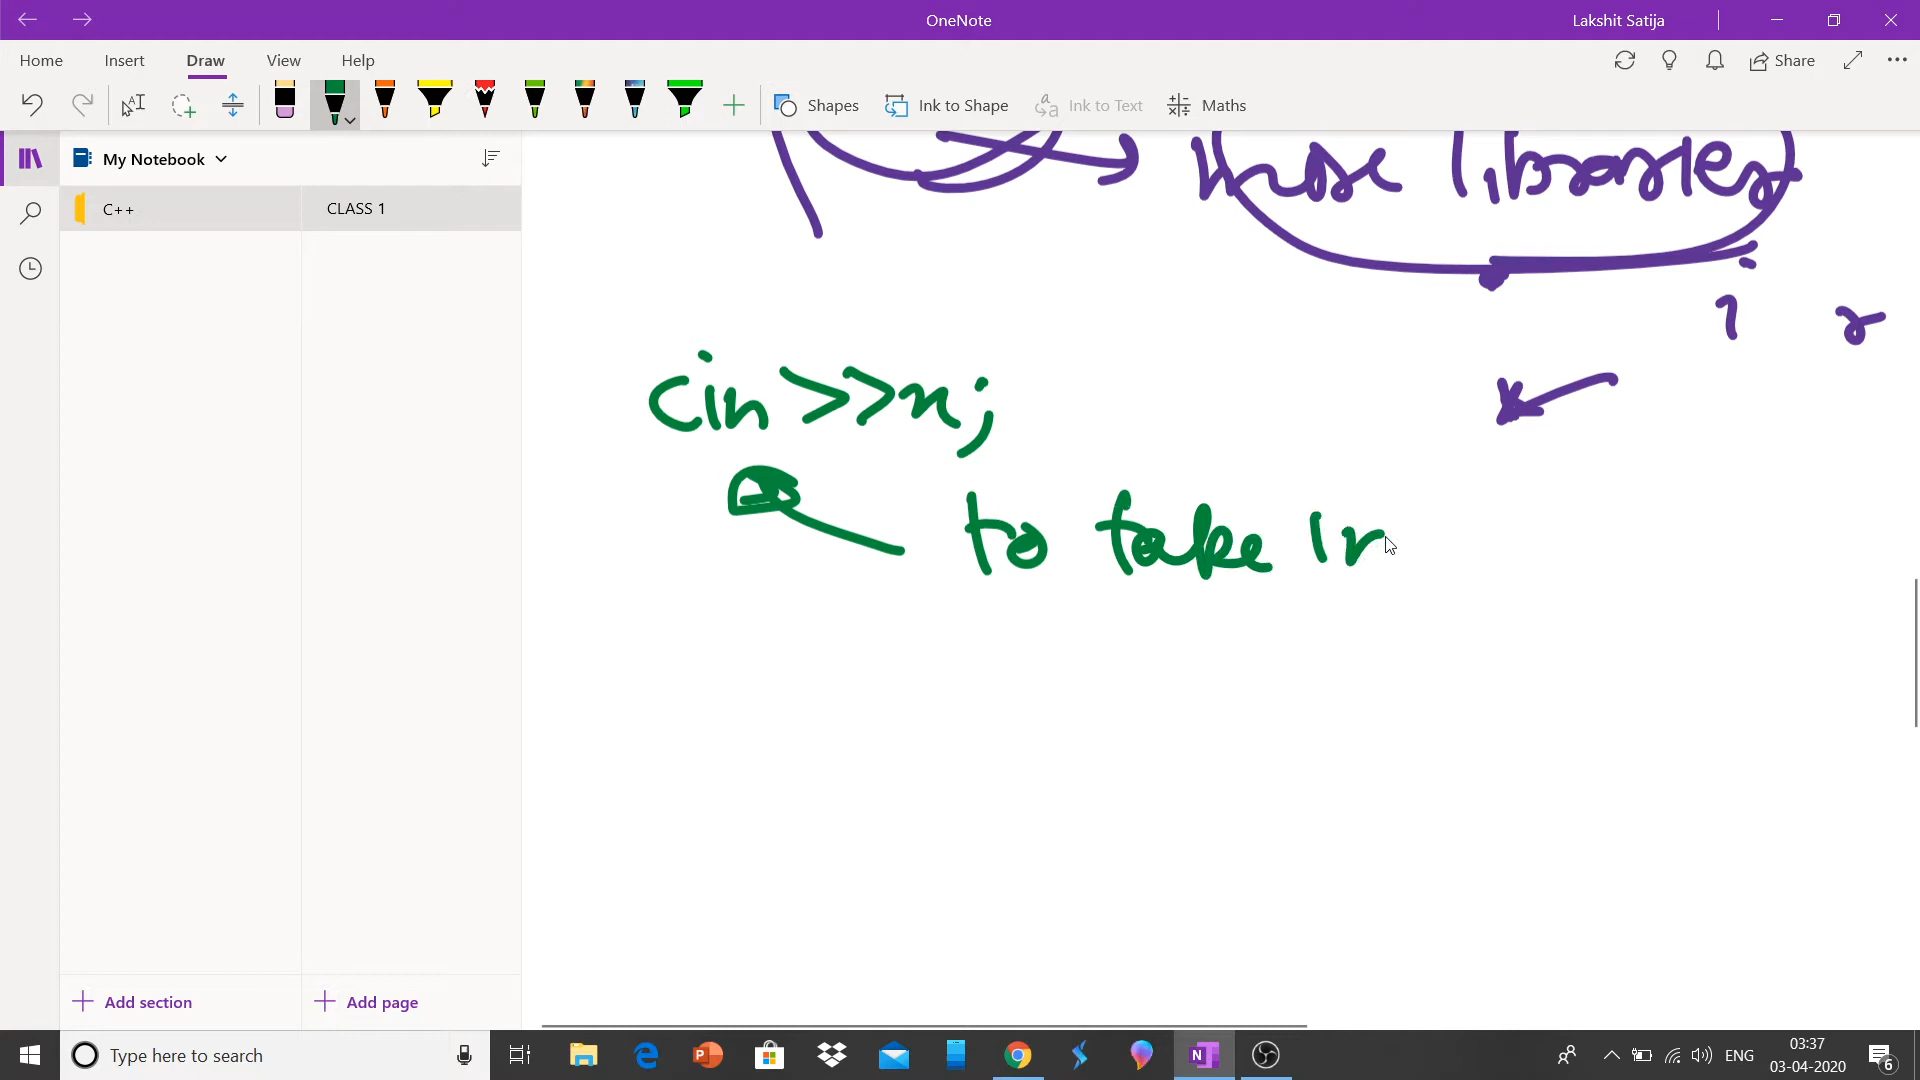 OneNote
Lakshit Satija
Home Insert Draw View Help
Share
Shapes Ink to Shape Ink to Text Maths
My Notebook
C++ CLASS 1
libraries
cin >> x;
to take in
Add section Add page
Type here to search
ENG
03:37
03-04-2020
6